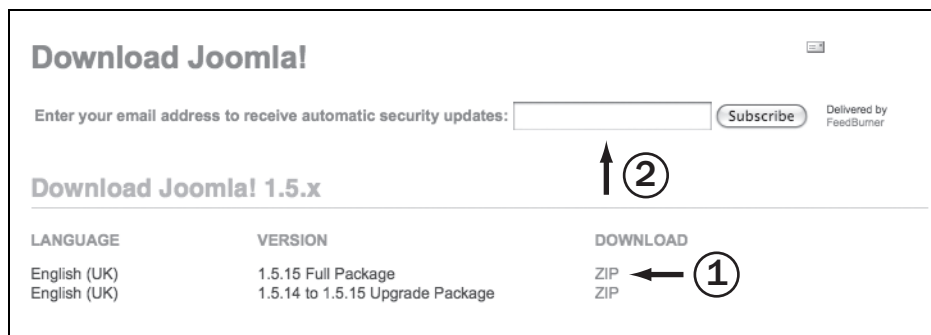 Download Joomla!
Enter your email address to receive automatic security updates: Subscribe Delivered by
FeedBurner
2
Download Joomla! 1.5.x
LANGUAGE VERSION DOWNLOAD
English (UK) 1.5.15 Full Package ZIP 1
English (UK) 1.5.14 to 1.5.15 Upgrade Package ZIP